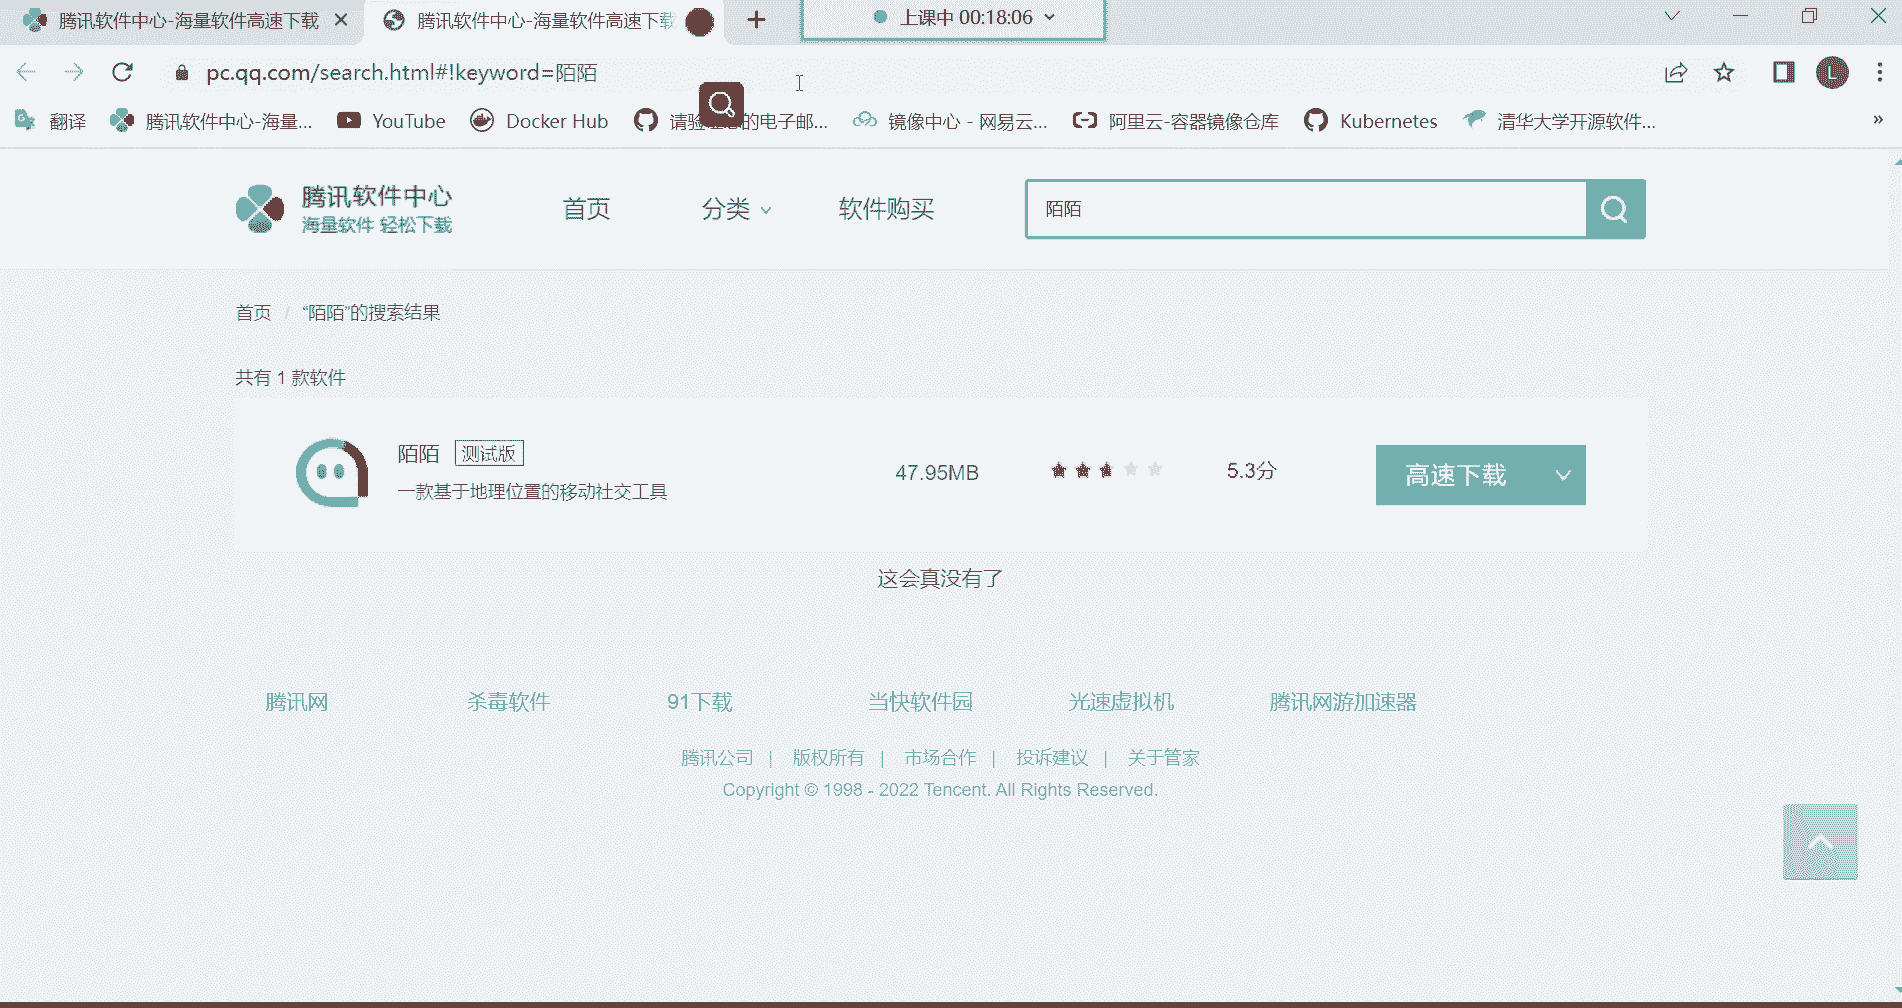 腾讯软件中心-海量软件高速下载
腾讯软件中心-海量软件高速下载
上课中 00:18:06
pc.qq.com/search.html#!keyword=陌陌
翻译
腾讯软件中心-海量...
YouTube
Docker Hub
请验 的电子邮...
镜像中心 - 网易云...
阿里云-容器镜像仓库
Kubernetes
清华大学开源软件...
»
L
腾讯软件中心
海量软件 轻松下载
首页
分类
软件购买
陌陌
首页 / “陌陌”的搜索结果
共有 1 款软件
陌陌 测试版
一款基于地理位置的移动社交工具
47.95MB
5.3分
高速下载
这会真没有了
腾讯网
杀毒软件
91下载
当快软件园
光速虚拟机
腾讯网游加速器
腾讯公司 | 版权所有 | 市场合作 | 投诉建议 | 关于管家
Copyright © 1998 - 2022 Tencent. All Rights Reserved.